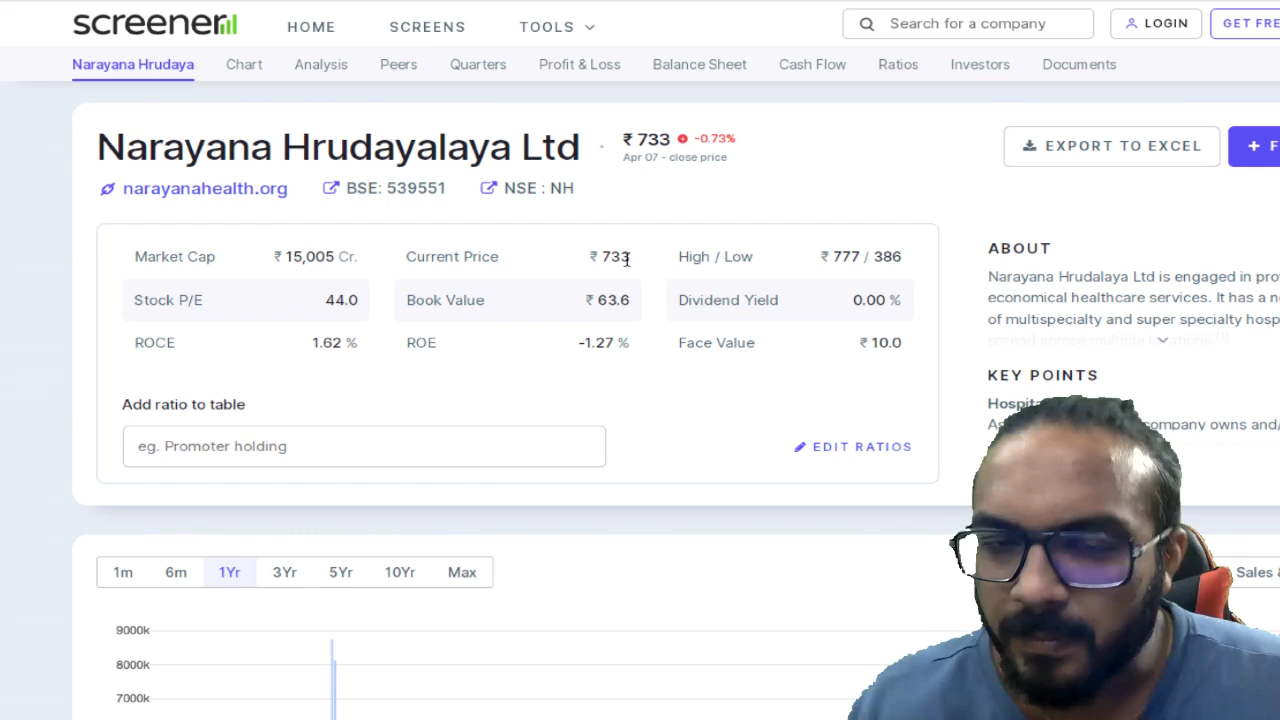 screener
HOME SCREENS TOOLS
Search for a company
LOGIN
GET FRE
Narayana Hrudaya Chart Analysis Peers Quarters Profit & Loss Balance Sheet Cash Flow Ratios Investors Documents
Narayana Hrudayalaya Ltd
₹ 733 -0.73%
Apr 07 - close price
EXPORT TO EXCEL
+ F
narayanahealth.org BSE: 539551 NSE : NH
Market Cap ₹ 15,005 Cr.
Current Price ₹ 733
High / Low ₹ 777 / 386
Stock P/E 44.0
Book Value ₹ 63.6
Dividend Yield 0.00 %
ROCE 1.62 %
ROE -1.27 %
Face Value ₹ 10.0
Add ratio to table
eg. Promoter holding
EDIT RATIOS
ABOUT
Narayana Hrudalaya Ltd is engaged in pro
economical healthcare services. It has a n
of multispecialty and super specialty hosp
spread across multiple locations.
KEY POINTS
Hospita
As company owns and/
1m 6m 1Yr 3Yr 5Yr 10Yr Max
Sales &
9000k
8000k
7000k